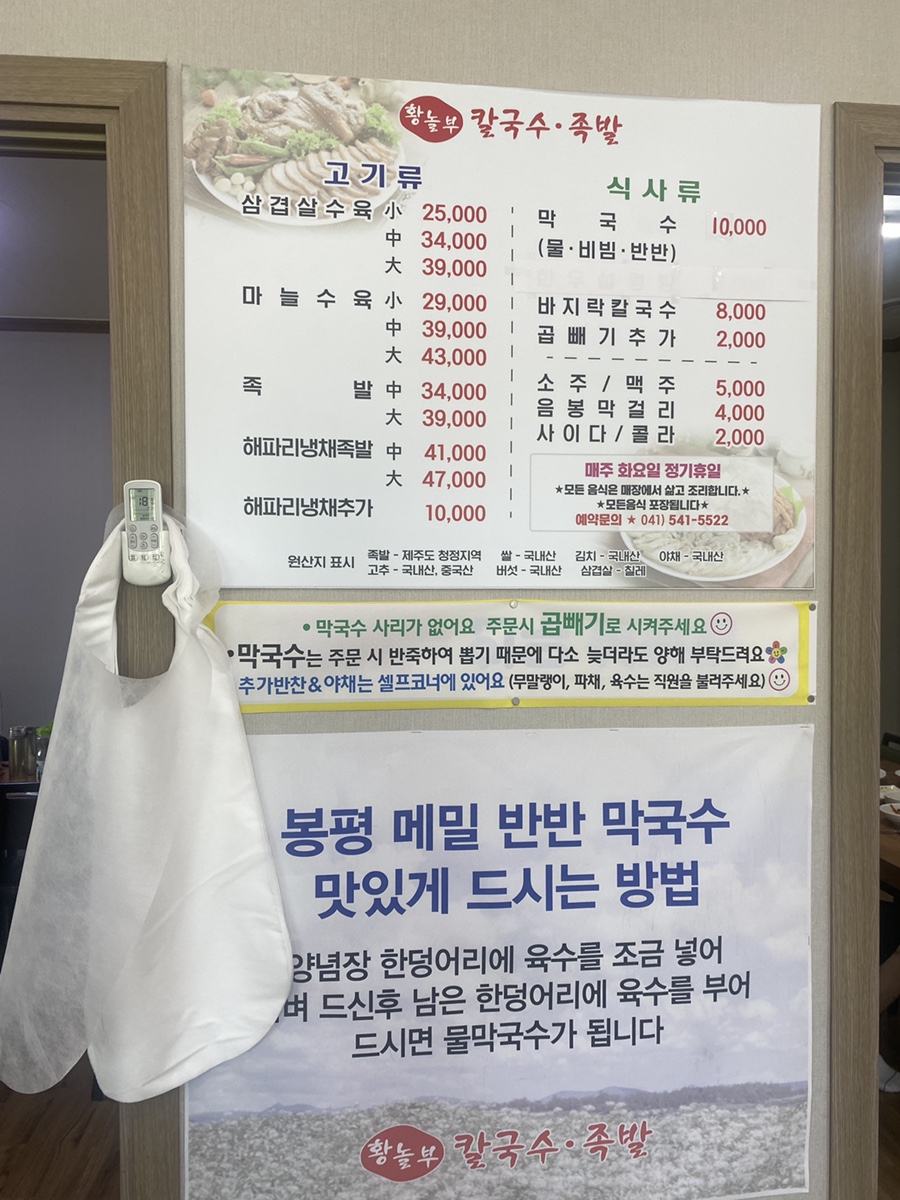 황놀부 칼국수·족발
고기류
삼겹살수육 小 25,000
中 34,000
大 39,000
마늘수육 小 29,000
中 39,000
大 43,000
족 발 中 34,000
大 39,000
해파리냉채족발 中 41,000
大 47,000
해파리냉채추가 10,000
식사류
막 국 수 10,000
(물·비빔·반반)
바지락칼국수 8,000
곱빼기추가 2,000
소주/맥주 5,000
음봉막걸리 4,000
사이다/콜라 2,000
매주 화요일 정기휴일
★모든 음식은 매장에서 삶고 조리합니다.★
★모든음식 포장됩니다★
예약문의 ★ 041) 541-5522
원산지 표시
족발 - 제주도 청정지역 쌀 - 국내산 김치 - 국내산 야채 - 국내산
고추 - 국내산, 중국산 버섯 - 국내산 삼겹살 - 칠레
• 막국수 사리가 없어요 주문시 곱빼기로 시켜주세요
• 막국수는 주문 시 반죽하여 뽑기 때문에 다소 늦더라도 양해 부탁드려요
추가반찬&야채는 셀프코너에 있어요 (무말랭이, 파채, 육수는 직원을 불러주세요)
봉평 메밀 반반 막국수
맛있게 드시는 방법
양념장 한덩어리에 육수를 조금 넣어
며 드신후 남은 한덩어리에 육수를 부어
드시면 물막국수가 됩니다
황놀부 칼국수·족발
18